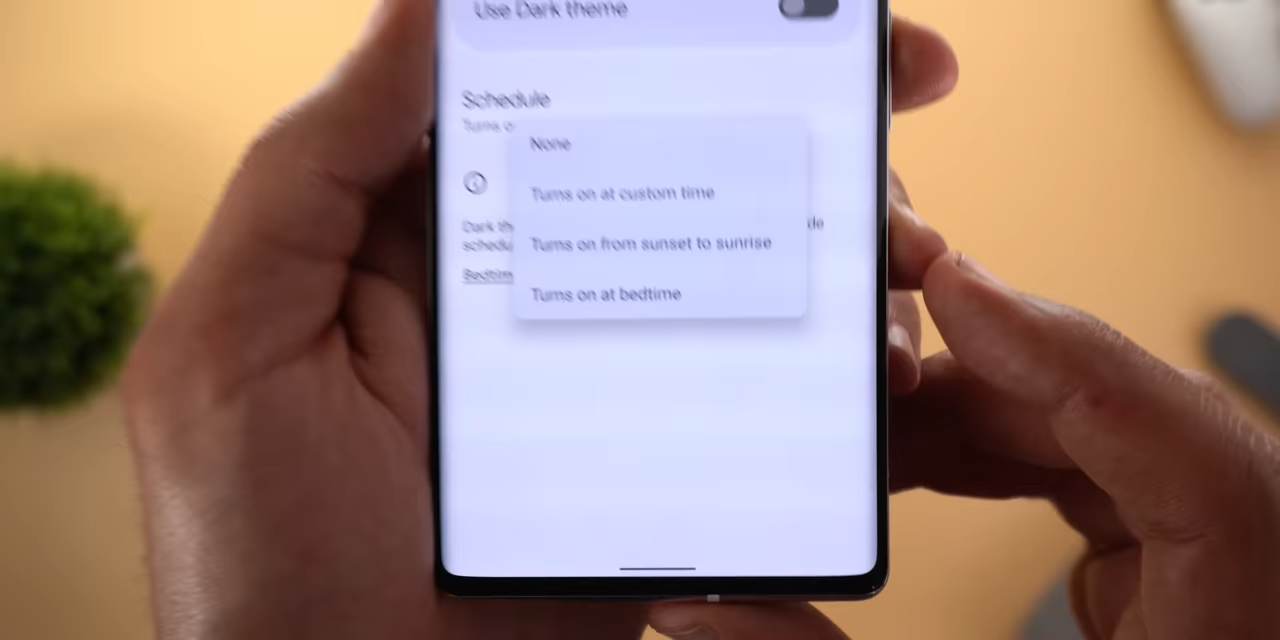 Use Dark theme
Schedule
Turns o
None
Turns on at custom time
Dark th
de
schedu
Turns on from sunset to sunrise
Bedtim
Turns on at bedtime